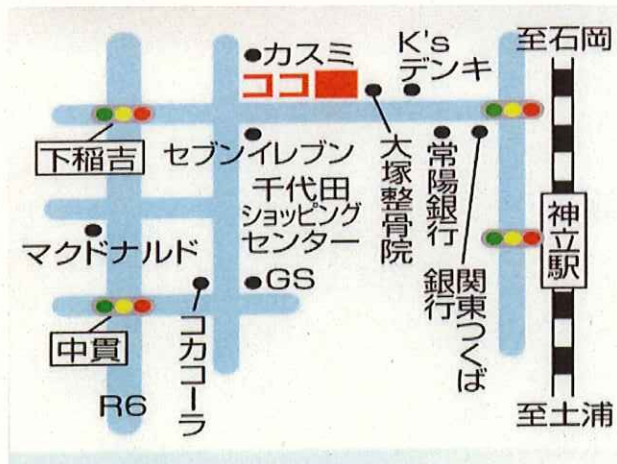 カスミ
ココ
K's
デンキ
至石岡
下稲吉
セブンイレブン
千代田
ショッピング
センター
大塚整骨院
常陽銀行
関東つくば
銀行
神立駅
マクドナルド
GS
中貫
コカコーラ
R6
至土浦